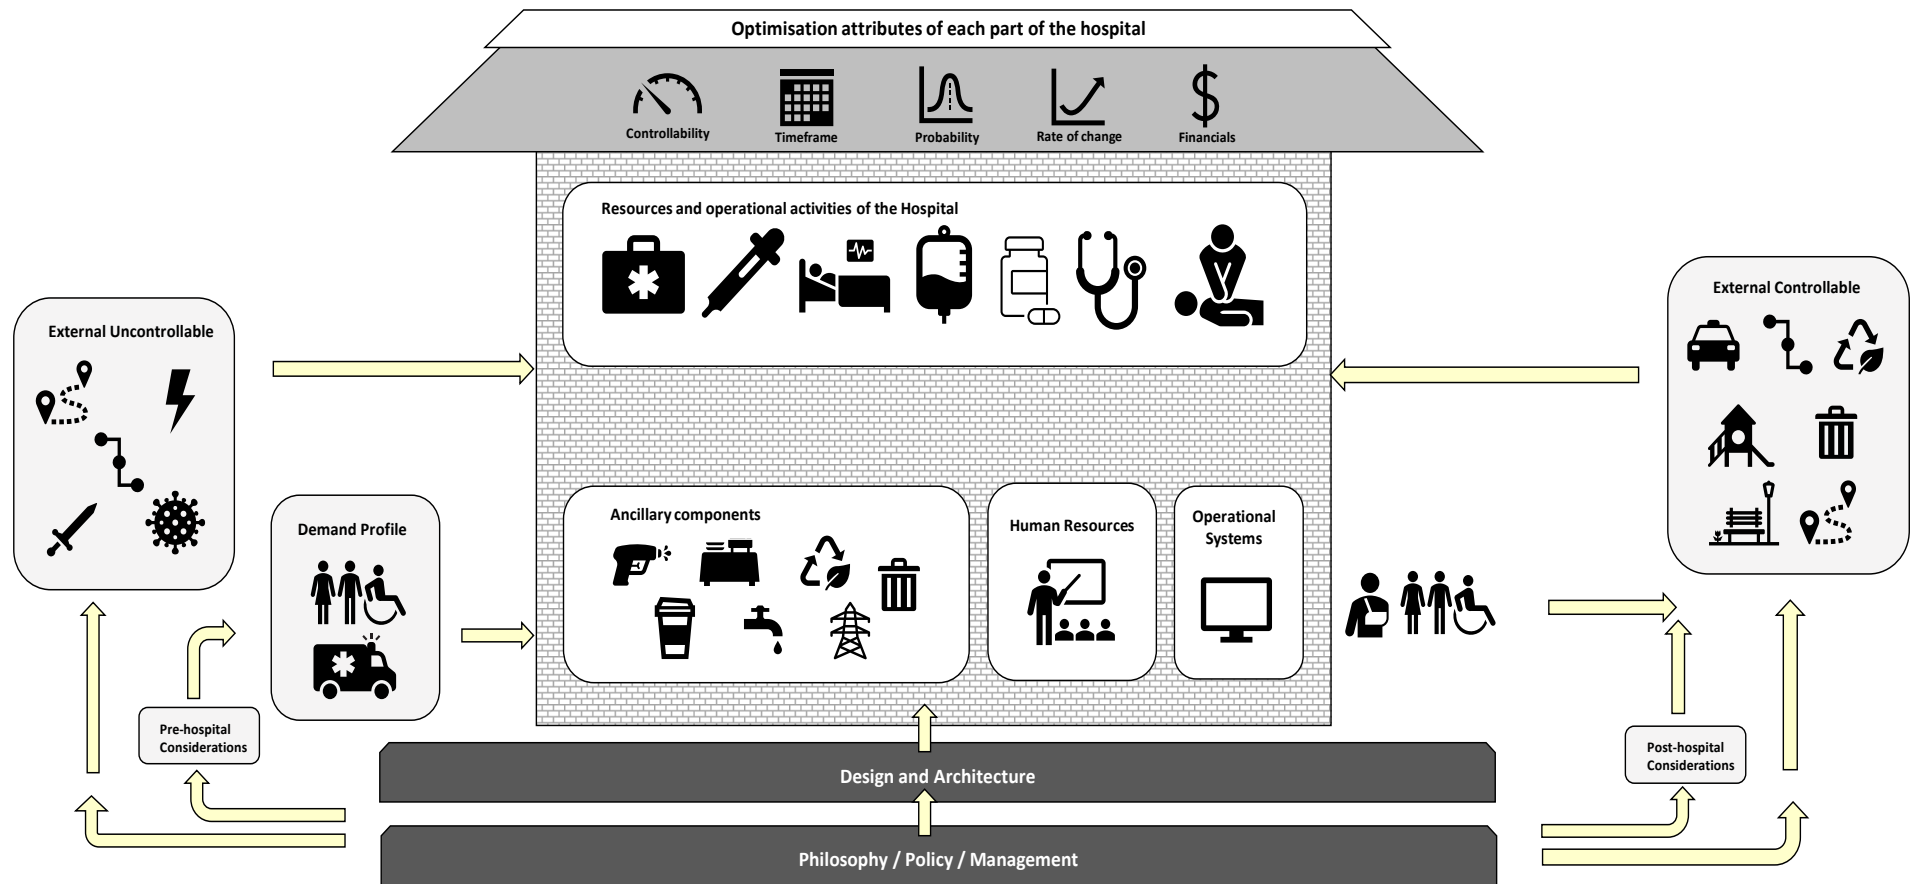 Optimisation attributes of each part of the hospital
Controllability
Timeframe
Probability
Rate of change
Financials
Resources and operational activities of the Hospital
External Uncontrollable
External Controllable
Demand Profile
Ancillary components
Human Resources
Operational
Systems
Pre-hospital
Considerations
Post-hospital
Considerations
Design and Architecture
Philosophy / Policy / Management